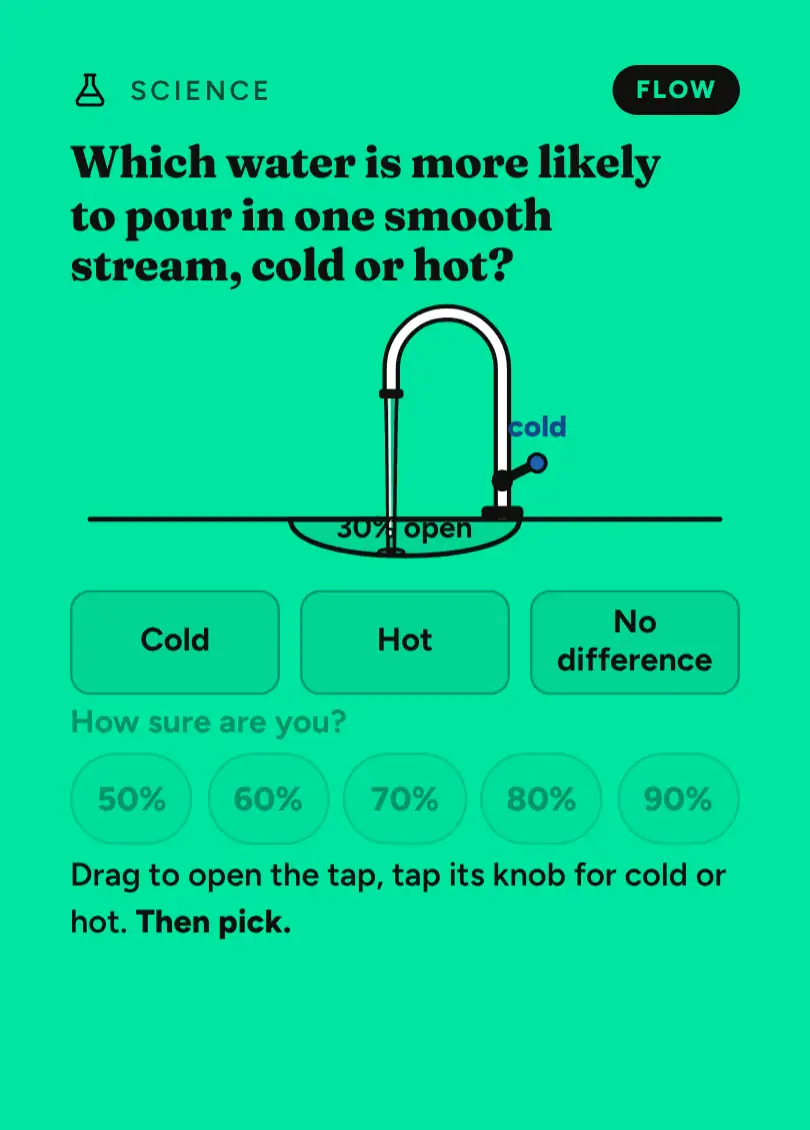 SCIENCE
FLOW
Which water is more likely
to pour in one smooth
stream, cold or hot?
cold
30% open
Cold
Hot
No
difference
How sure are you?
50%
60%
70%
80%
90%
Drag to open the tap, tap its knob for cold or
hot. Then pick.